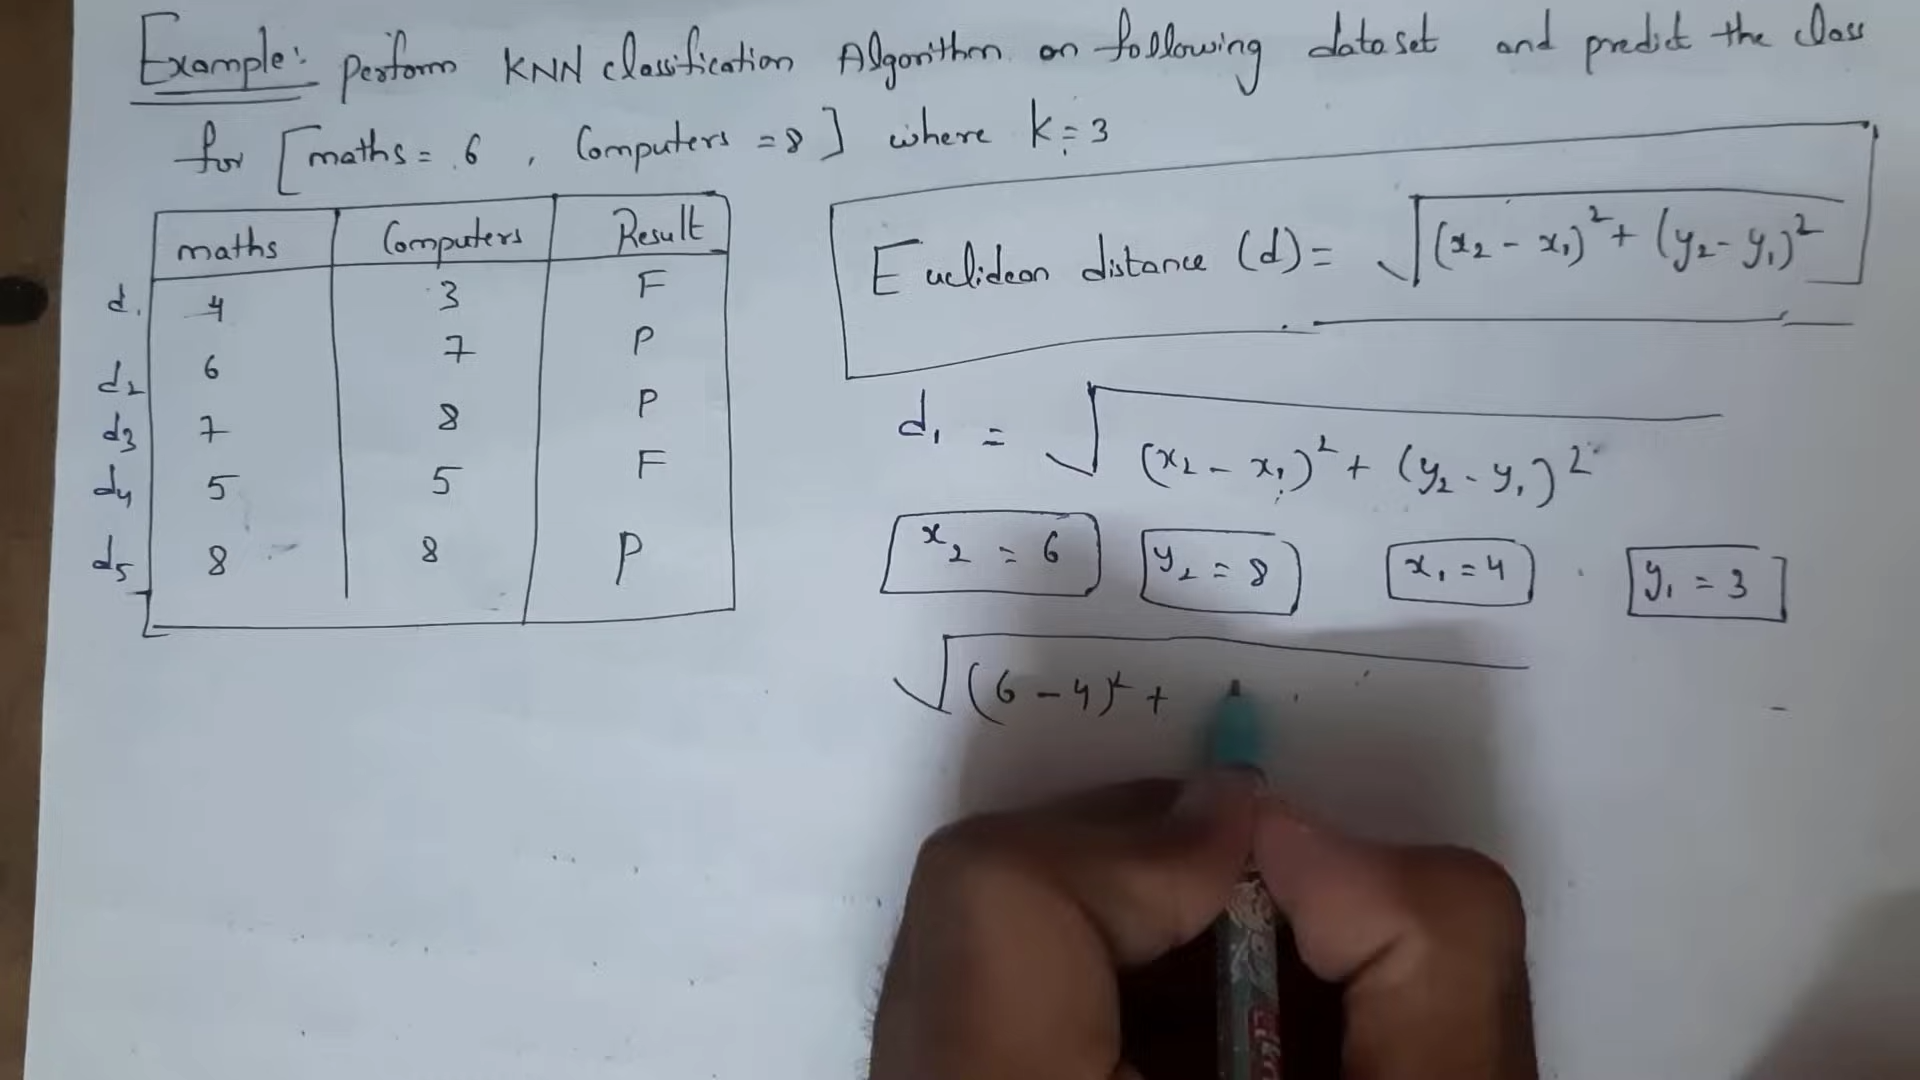 Example: perform KNN classification Algorithm on following dataset and predict the class
for [maths = 6 , Computers = 8] where k = 3
maths Computers Result
d1 4 3 F
d2 6 7 P
d3 7 8 P
d4 5 5 F
d5 8 8 P
Euclidean distance (d) = √(x₂ - x₁)² + (y₂ - y₁)²
d₁ = √(x₂ - x₁)² + (y₂ - y₁)²
x₂ = 6 y₂ = 8 x₁ = 4 y₁ = 3
√(6 - 4)² +